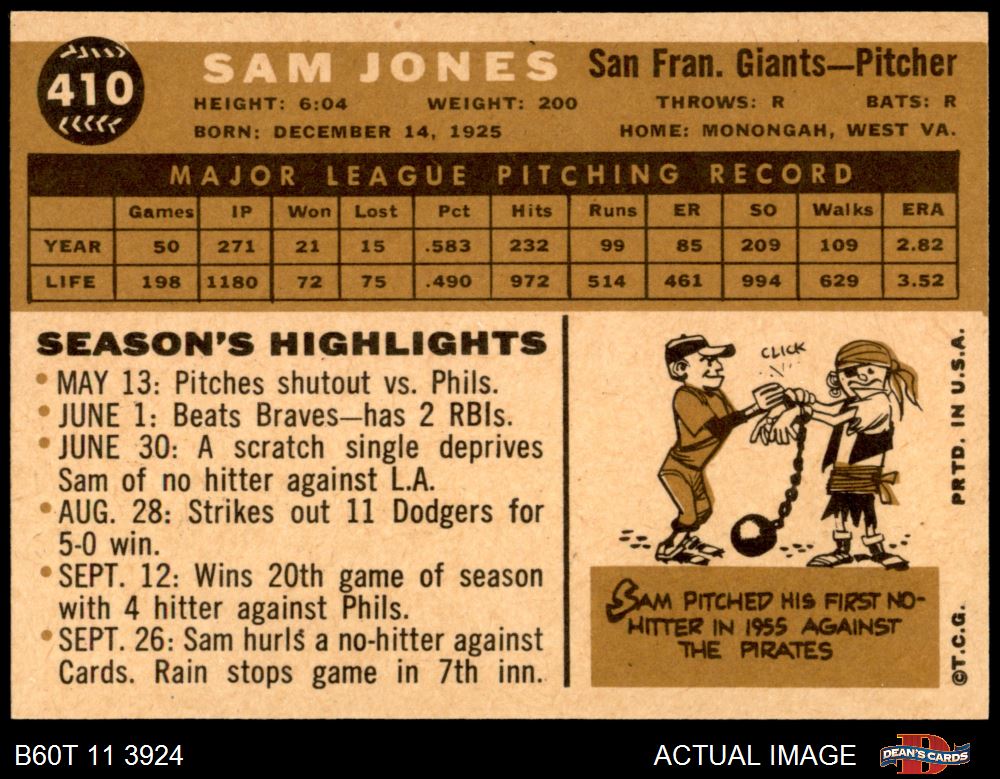 410
SAM JONES San Fran. Giants—Pitcher
HEIGHT: 6:04 WEIGHT: 200 THROWS: R BATS: R
BORN: DECEMBER 14, 1925 HOME: MONONGAH, WEST VA.
MAJOR LEAGUE PITCHING RECORD
Games IP Won Lost Pct Hits Runs ER SO Walks ERA
YEAR 50 271 21 15 .583 232 99 85 209 109 2.82
LIFE 198 1180 72 75 .490 972 514 461 994 629 3.52
SEASON'S HIGHLIGHTS
• MAY 13: Pitches shutout vs. Phils.
• JUNE 1: Beats Braves—has 2 RBIs.
• JUNE 30: A scratch single deprives
Sam of no hitter against L.A.
• AUG. 28: Strikes out 11 Dodgers for
5-0 win.
• SEPT. 12: Wins 20th game of season
with 4 hitter against Phils.
• SEPT. 26: Sam hurls a no-hitter against
Cards. Rain stops game in 7th inn.
CLICK
SAM PITCHED HIS FIRST NO-
HITTER IN 1955 AGAINST
THE PIRATES
PRTD. IN U.S.A.
©T.C.G.
B60T 11 3924 ACTUAL IMAGE
D
DEAN'S CARDS